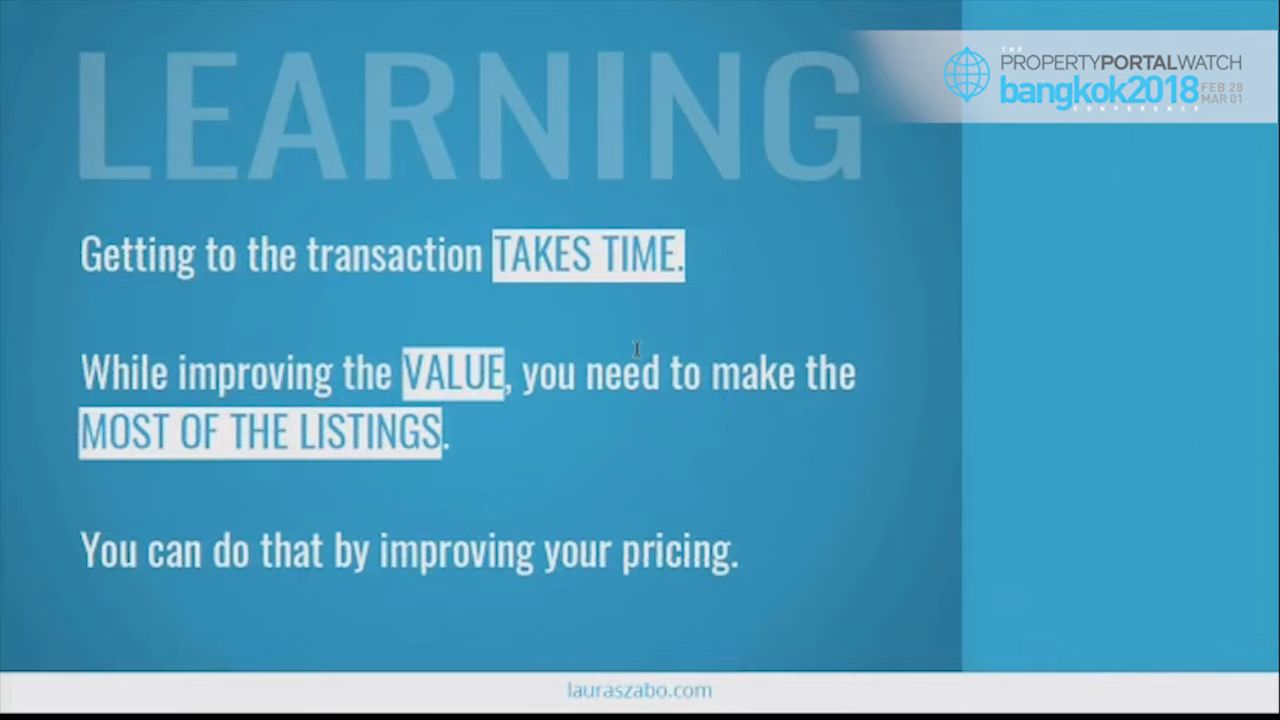 LEARNING
THE
PROPERTYPORTALWATCH
bangkok2018 FEB 28
MAR 01
CONFERENCE
Getting to the transaction TAKES TIME.
While improving the VALUE, you need to make the
MOST OF THE LISTINGS.
You can do that by improving your pricing.
lauraszabo.com